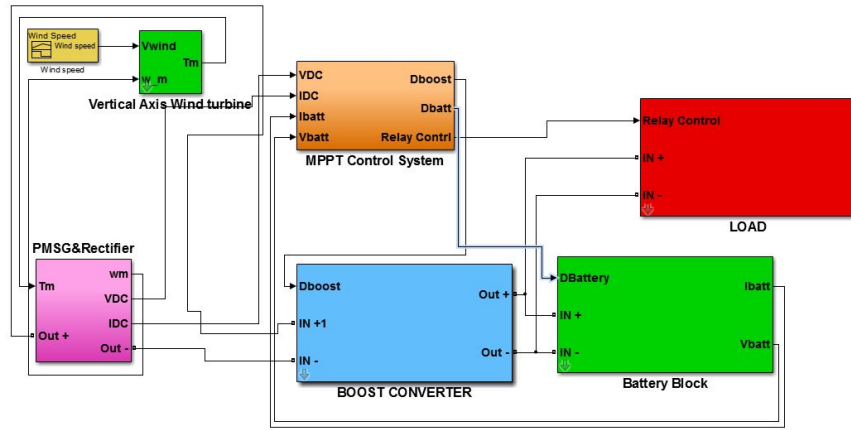 Wind Speed
Wind speed
Wind speed
Vwind
Tm
w_m
Vertical Axis Wind turbine
VDC
IDC
Ibatt
Vbatt
Dboost
Dbatt
Relay Contrl
MPPT Control System
Relay Control
IN +
IN -
LOAD
PMSG&Rectifier
Tm
Out +
wm
VDC
IDC
Out -
Dboost
IN +1
IN -
Out +
Out -
BOOST CONVERTER
DBattery
IN +
IN -
Ibatt
Vbatt
Battery Block